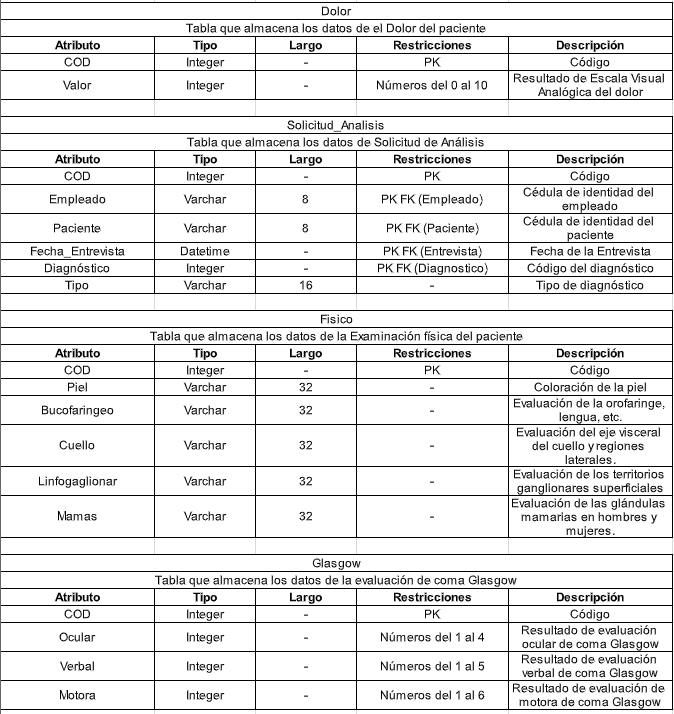 Dolor
Tabla que almacena los datos de el Dolor del paciente
Atributo Tipo Largo Restricciones Descripción
COD Integer - PK Código
Valor Integer - Números del 0 al 10 Resultado de Escala Visual
Analógica del dolor
Solicitud_Analisis
Tabla que almacena los datos de Solicitud de Análisis
Atributo Tipo Largo Restricciones Descripción
COD Integer - PK Código
Empleado Varchar 8 PK FK (Empleado) Cédula de identidad del
empleado
Paciente Varchar 8 PK FK (Paciente) Cédula de identidad del
paciente
Fecha_Entrevista Datetime - PK FK (Entrevista) Fecha de la Entrevista
Diagnóstico Integer - PK FK (Diagnostico) Código del diagnóstico
Tipo Varchar 16 - Tipo de diagnóstico
Fisico
Tabla que almacena los datos de la Examinación física del paciente
Atributo Tipo Largo Restricciones Descripción
COD Integer - PK Código
Piel Varchar 32 - Coloración de la piel
Bucofaringeo Varchar 32 - Evaluación de la orofaringe,
lengua, etc.
Cuello Varchar 32 - Evaluación del eje visceral
del cuello y regiones
laterales.
Linfogaglionar Varchar 32 - Evaluación de los territorios
ganglionares superficiales
Mamas Varchar 32 - Evaluación de las glándulas
mamarias en hombres y
mujeres.
Glasgow
Tabla que almacena los datos de la evaluación de coma Glasgow
Atributo Tipo Largo Restricciones Descripción
COD Integer - PK Código
Ocular Integer - Números del 1 al 4 Resultado de evaluación
ocular de coma Glasgow
Verbal Integer - Números del 1 al 5 Resultado de evaluación
verbal de coma Glasgow
Motora Integer - Números del 1 al 6 Resultado de evaluación de
motora de coma Glasgow